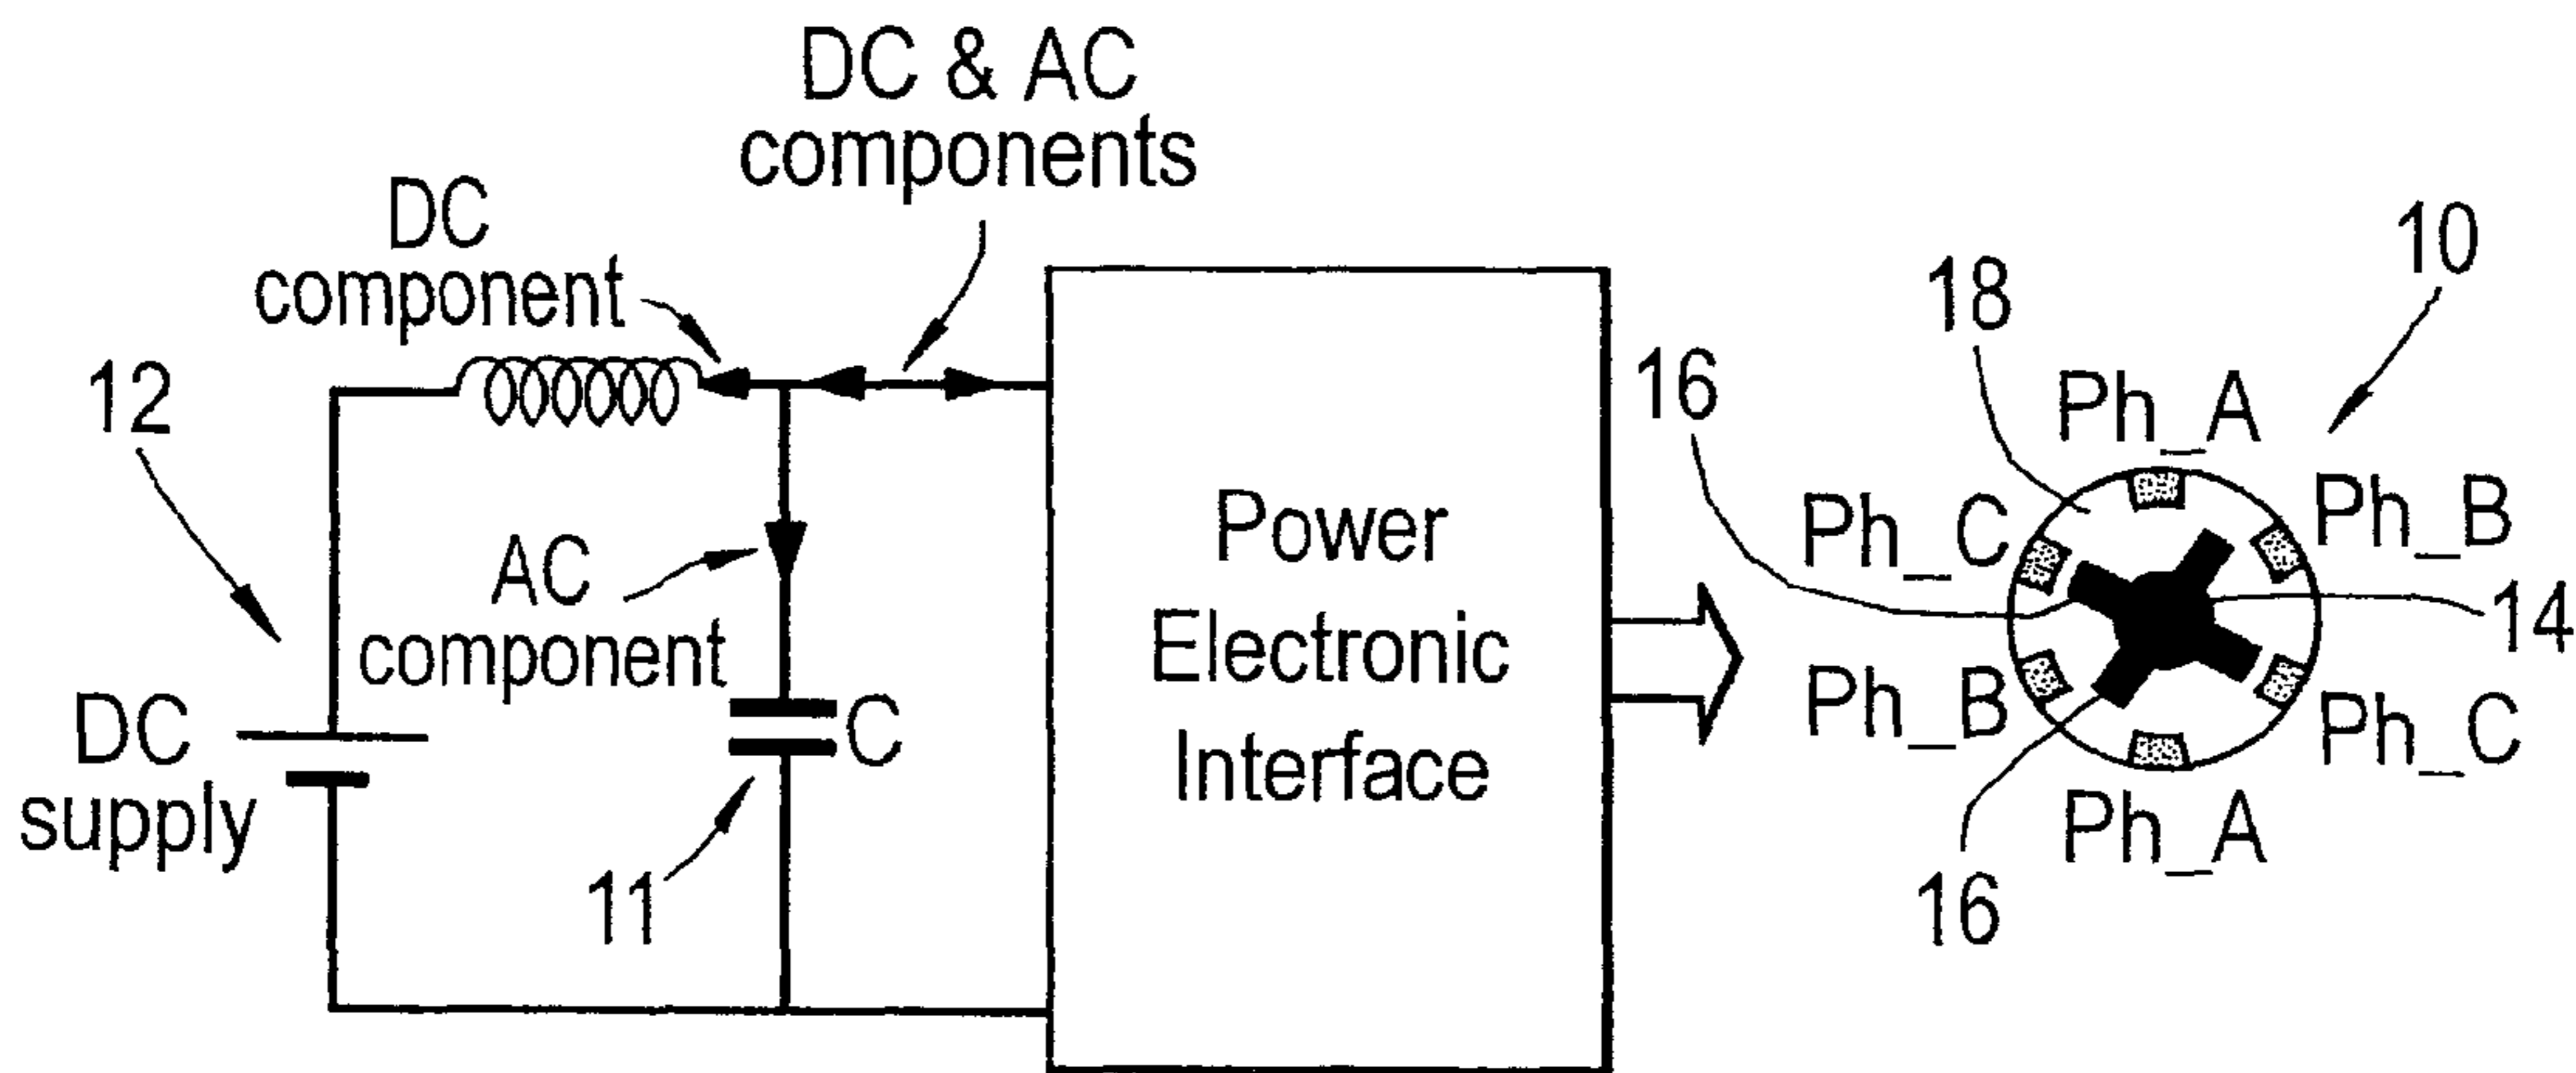 DC & AC
components
DC
component
12
DC
supply
AC
component
C
11
Power
Electronic
Interface
10
18
16
Ph_A
Ph_B
Ph_C
14
Ph_B
Ph_C
Ph_A
16